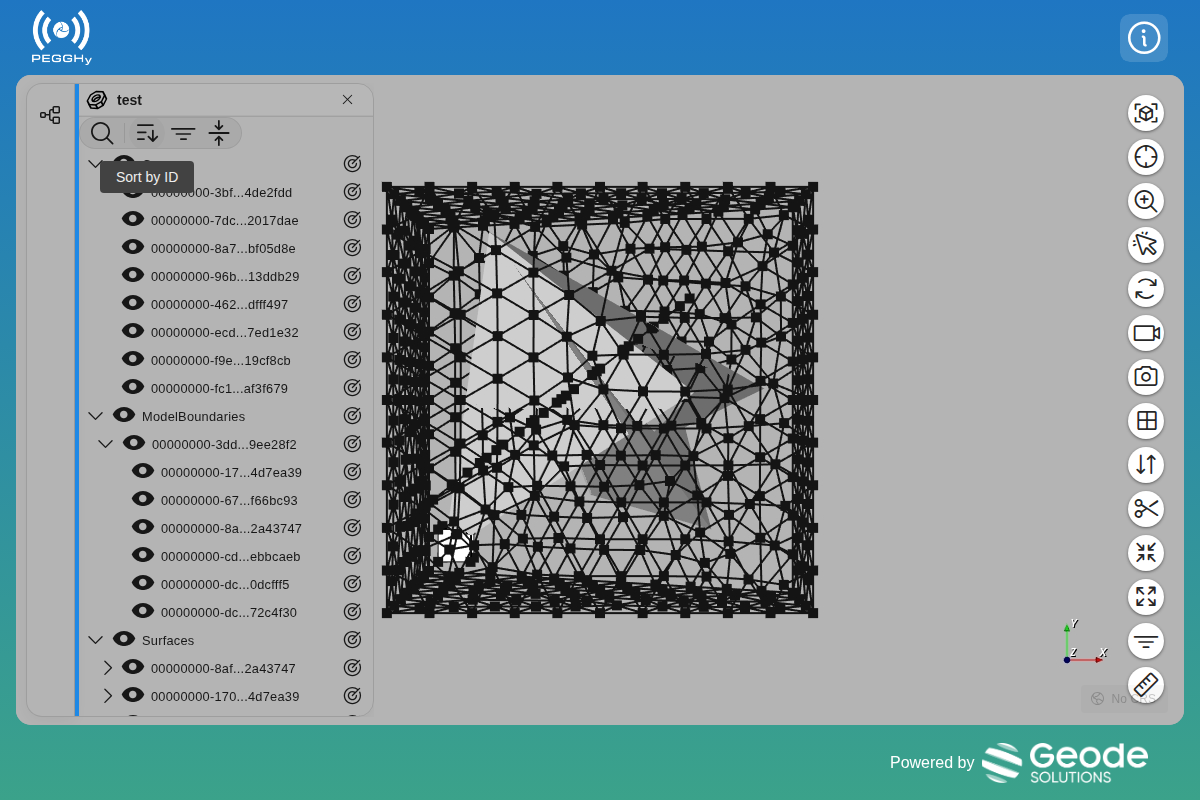 PEGGHy
test
Sort by ID
00000000-3bf...4de2fdd
00000000-7dc...2017dae
00000000-8a7...bf05d8e
00000000-96b...13ddb29
00000000-462...dfff497
00000000-ecd...7ed1e32
00000000-f9e...19cf8cb
00000000-fc1...af3f679
ModelBoundaries
00000000-3dd...9ee28f2
00000000-17...4d7ea39
00000000-67...f66bc93
00000000-8a...2a43747
00000000-cd...ebbcaeb
00000000-dc...0dcfff5
00000000-dc...72c4f30
Surfaces
00000000-8af...2a43747
00000000-170...4d7ea39
Y
Z X
No CRS
Powered by Geode
SOLUTIONS